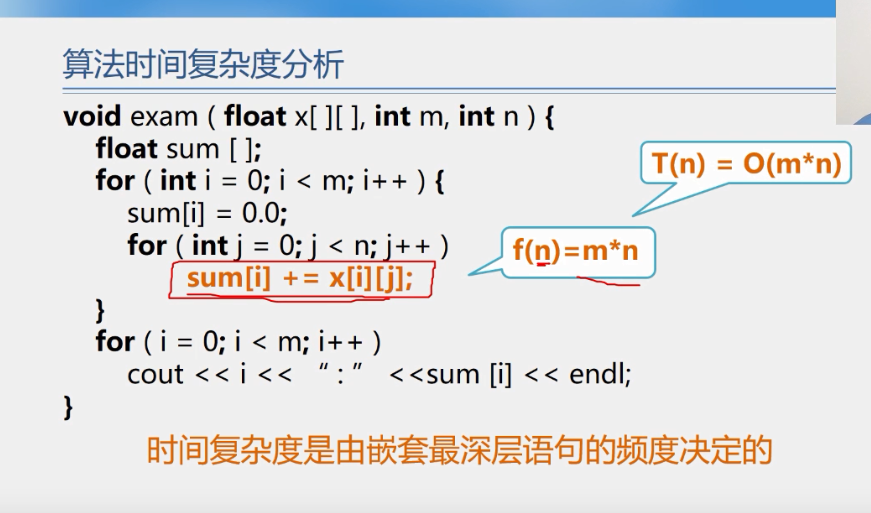 算法时间复杂度分析
void exam ( float x[ ][ ], int m, int n ) {
float sum [ ];
for ( int i = 0; i < m; i++ ) {
sum[i] = 0.0;
for ( int j = 0; j < n; j++ )
sum[i] += x[i][j];
}
for ( i = 0; i < m; i++ )
cout << i << “ : ” <<sum [i] << endl;
}
T(n) = O(m*n)
f(n)=m*n
时间复杂度是由嵌套最深层语句的频度决定的